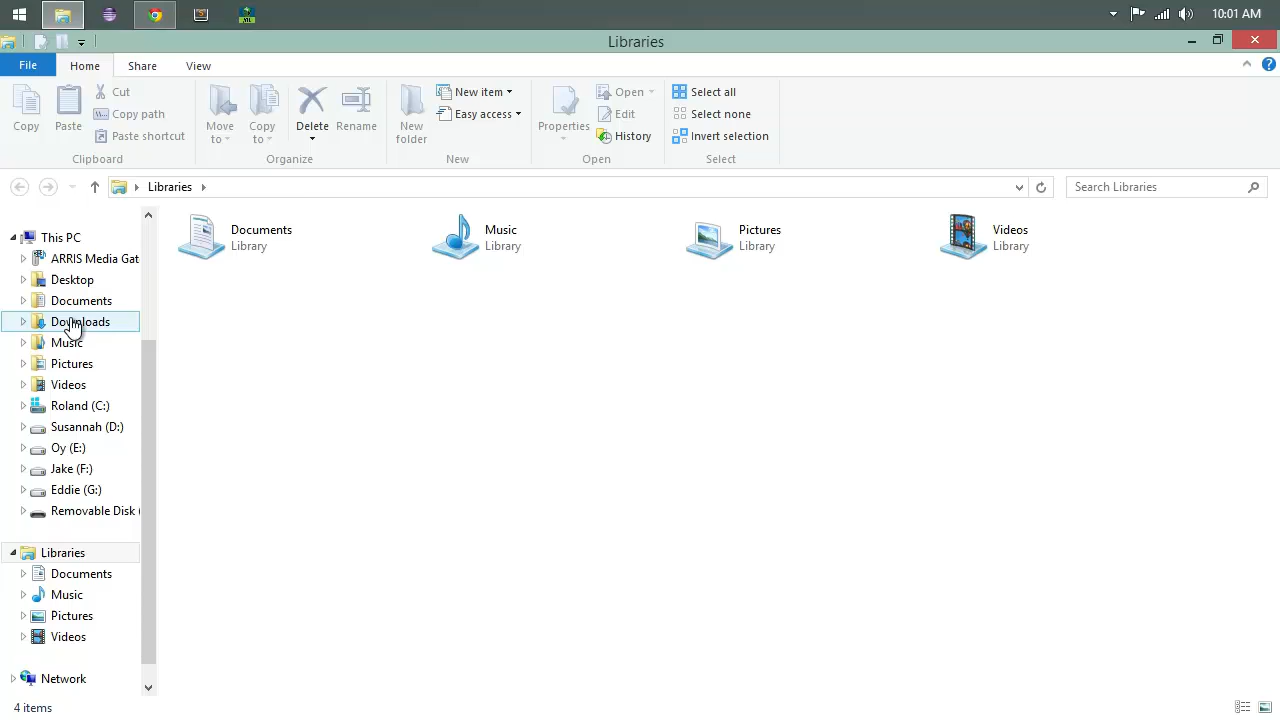 10:01 AM
Libraries
File Home Share View
Copy
Paste
Cut
Copy path
Paste shortcut
Clipboard
Move to
Copy to
Delete
Rename
Organize
New folder
New item
Easy access
New
Properties
Open
Edit
History
Open
Select all
Select none
Invert selection
Select
Libraries
Search Libraries
This PC
ARRIS Media Gat
Desktop
Documents
Downloads
Music
Pictures
Videos
Roland (C:)
Susannah (D:)
Oy (E:)
Jake (F:)
Eddie (G:)
Removable Disk (
Libraries
Documents
Music
Pictures
Videos
Network
Documents
Library
Music
Library
Pictures
Library
Videos
Library
4 items